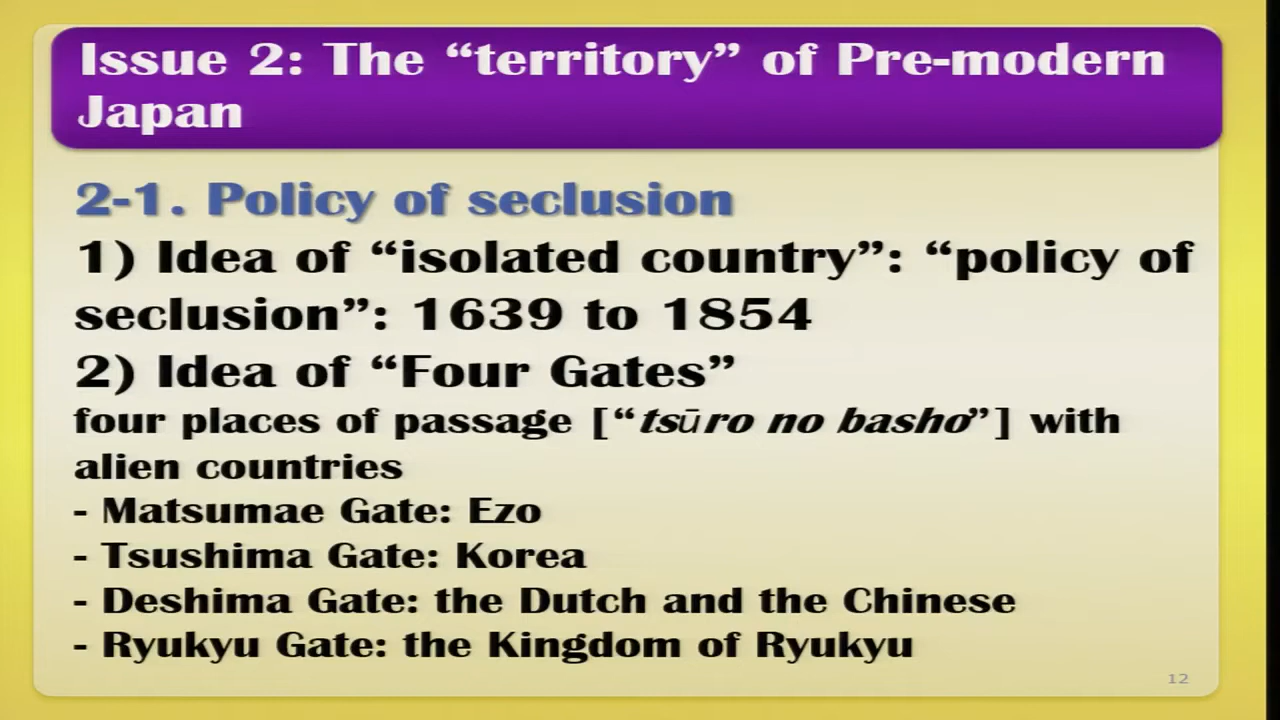 Issue 2: The “territory” of Pre-modern
Japan
2-1. Policy of seclusion
1) Idea of “isolated country”: “policy of
seclusion”: 1639 to 1854
2) Idea of “Four Gates”
four places of passage [“tsūro no basho”] with
alien countries
- Matsumae Gate: Ezo
- Tsushima Gate: Korea
- Deshima Gate: the Dutch and the Chinese
- Ryukyu Gate: the Kingdom of Ryukyu
12